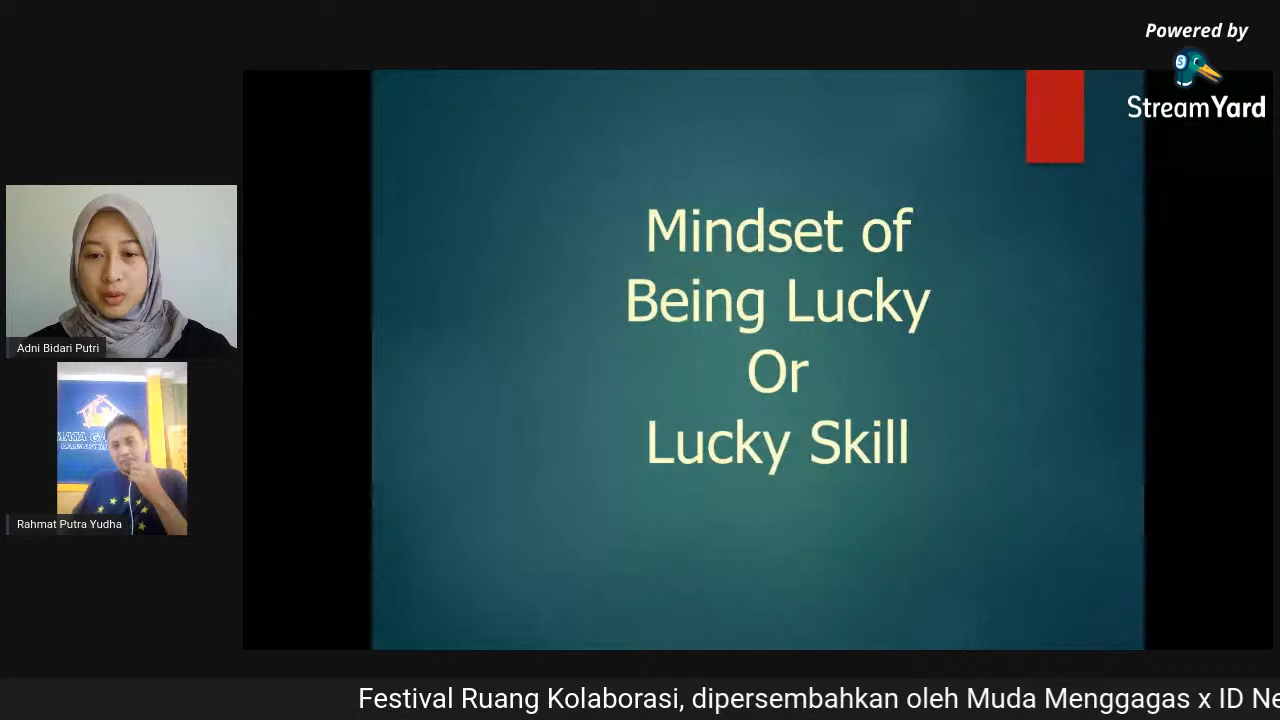 Powered by
StreamYard
Mindset of
Being Lucky
Or
Lucky Skill
Adni Bidari Putri
Rahmat Putra Yudha
Festival Ruang Kolaborasi, dipersembahkan oleh Muda Menggagas x ID Ne